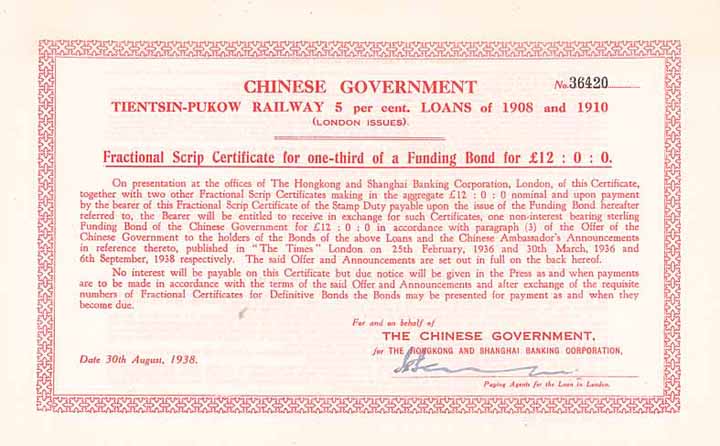 CHINESE GOVERNMENT
No. 36420
TIENTSIN-PUKOW RAILWAY 5 per cent. LOANS of 1908 and 1910
(LONDON ISSUES).
Fractional Scrip Certificate for one-third of a Funding Bond for £12 : 0 : 0.
On presentation at the offices of The Hongkong and Shanghai Banking Corporation, London, of this Certificate,
together with two other Fractional Scrip Certificates making in the aggregate £12 : 0 : 0 nominal and upon payment
by the bearer of this Fractional Scrip Certificate of the Stamp Duty payable upon the issue of the Funding Bond hereafter
referred to, the Bearer will be entitled to receive in exchange for such Certificates, one non-interest bearing sterling
Funding Bond of the Chinese Government for £12 : 0 : 0 in accordance with paragraph (3) of the Offer of the
Chinese Government to the holders of the Bonds of the above Loans and the Chinese Ambassador's Announcements
in reference thereto, published in "The Times" London on 25th February, 1936 and 20th March, 1936 and
6th September, 1938 respectively. The said Offer and Announcements are set out in full on the back hereof.
No interest will be payable on this Certificate but due notice will be given in the Press as and when payments
are to be made in accordance with the terms of the said Offer and Announcements and after exchange of the requisite
numbers of Fractional Certificates for Definitive Bonds the Bonds may be presented for payment as and when they
become due.
For and on behalf of
THE CHINESE GOVERNMENT,
for THE HONGKONG AND SHANGHAI BANKING CORPORATION,
Date 30th August, 1938.
Paying Agents for the Loan in London.